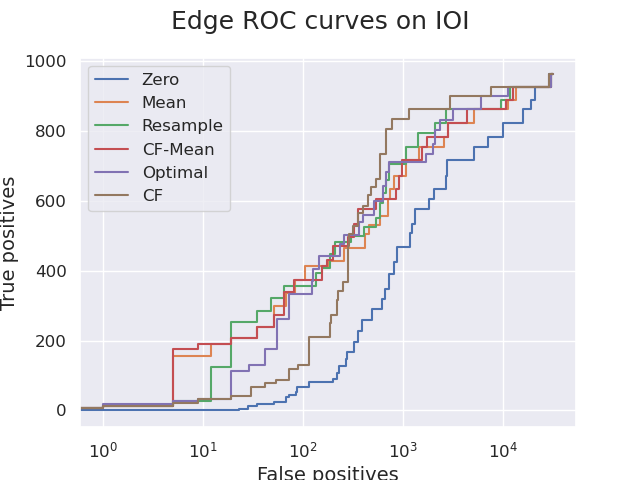 Edge ROC curves on IOI
True positives
1000
800
600
400
200
0
Zero
Mean
Resample
CF-Mean
Optimal
CF
10⁰ 10¹ 10² 10³ 10⁴
False positives